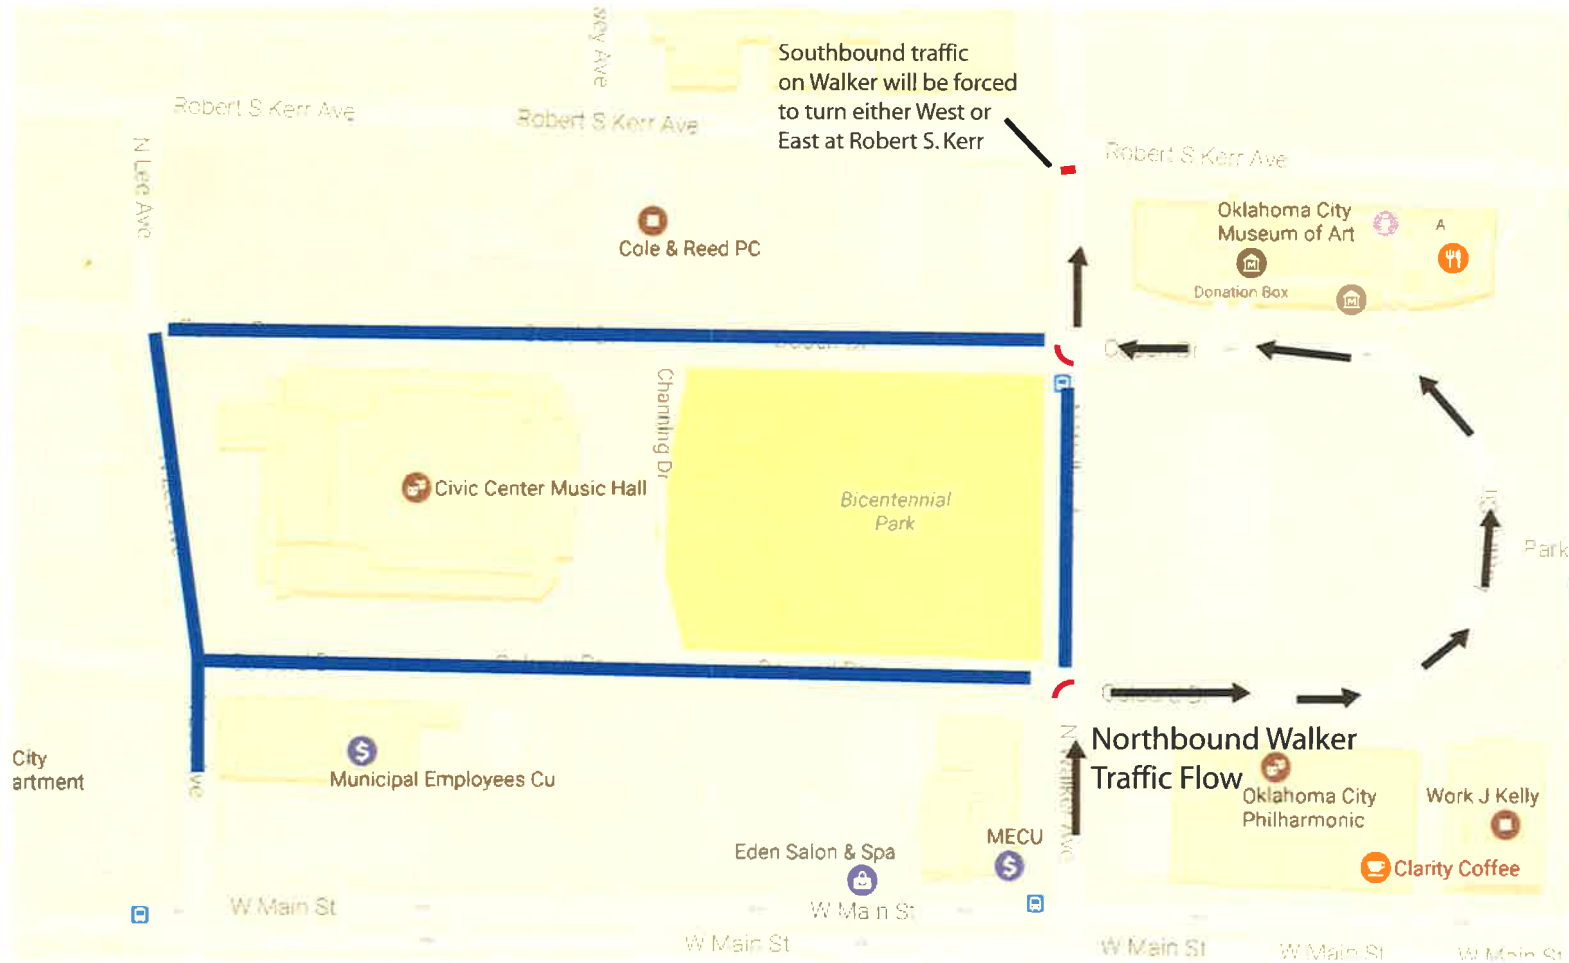 Southbound traffic
on Walker will be forced
to turn either West or
East at Robert S. Kerr
Robert S Kerr Ave
Robert S Kerr Ave
Robert S Kerr Ave
N Lee Ave
Cole & Reed PC
Oklahoma City
Museum of Art
A
Donation Box
Channing Dr
Civic Center Music Hall
Bicentennial
Park
Park
Northbound Walker
Traffic Flow
N Walker Ave
City
artment
Municipal Employees Cu
Oklahoma City
Philharmonic
Work J Kelly
MECU
Eden Salon & Spa
Clarity Coffee
W Main St
W Main St
W Main St
W Main St
W Main St
W Main St